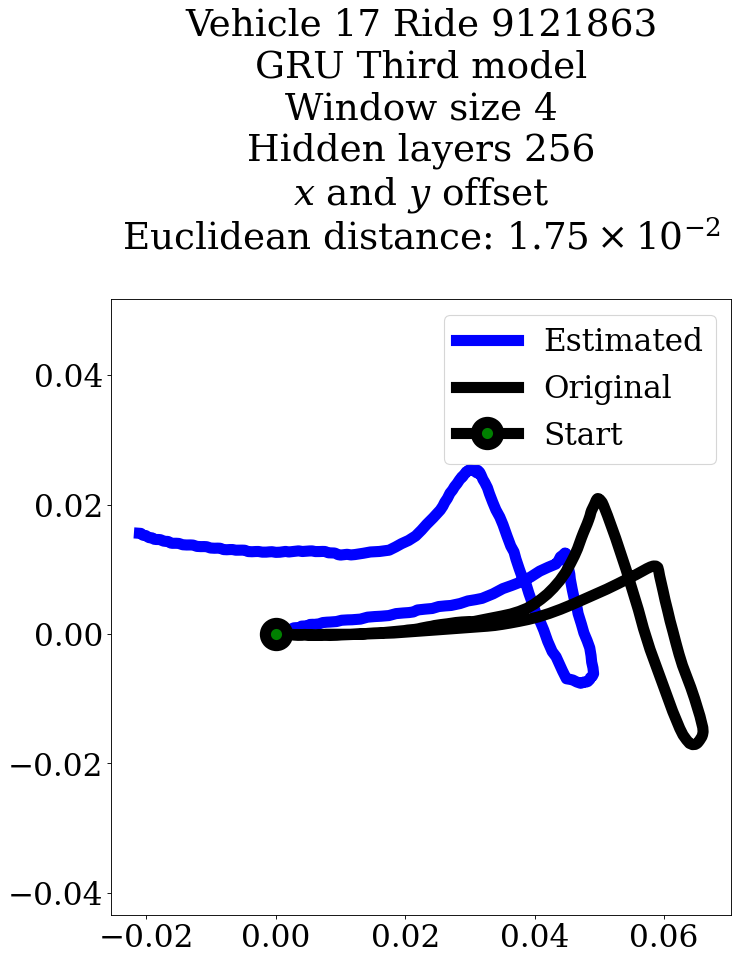 Vehicle 17 Ride 9121863
GRU Third model
Window size 4
Hidden layers 256
x and y offset
Euclidean distance: 1.75 × 10⁻²
Estimated
Original
Start
0.04
0.02
0.00
−0.02
−0.04
−0.02 0.00 0.02 0.04 0.06